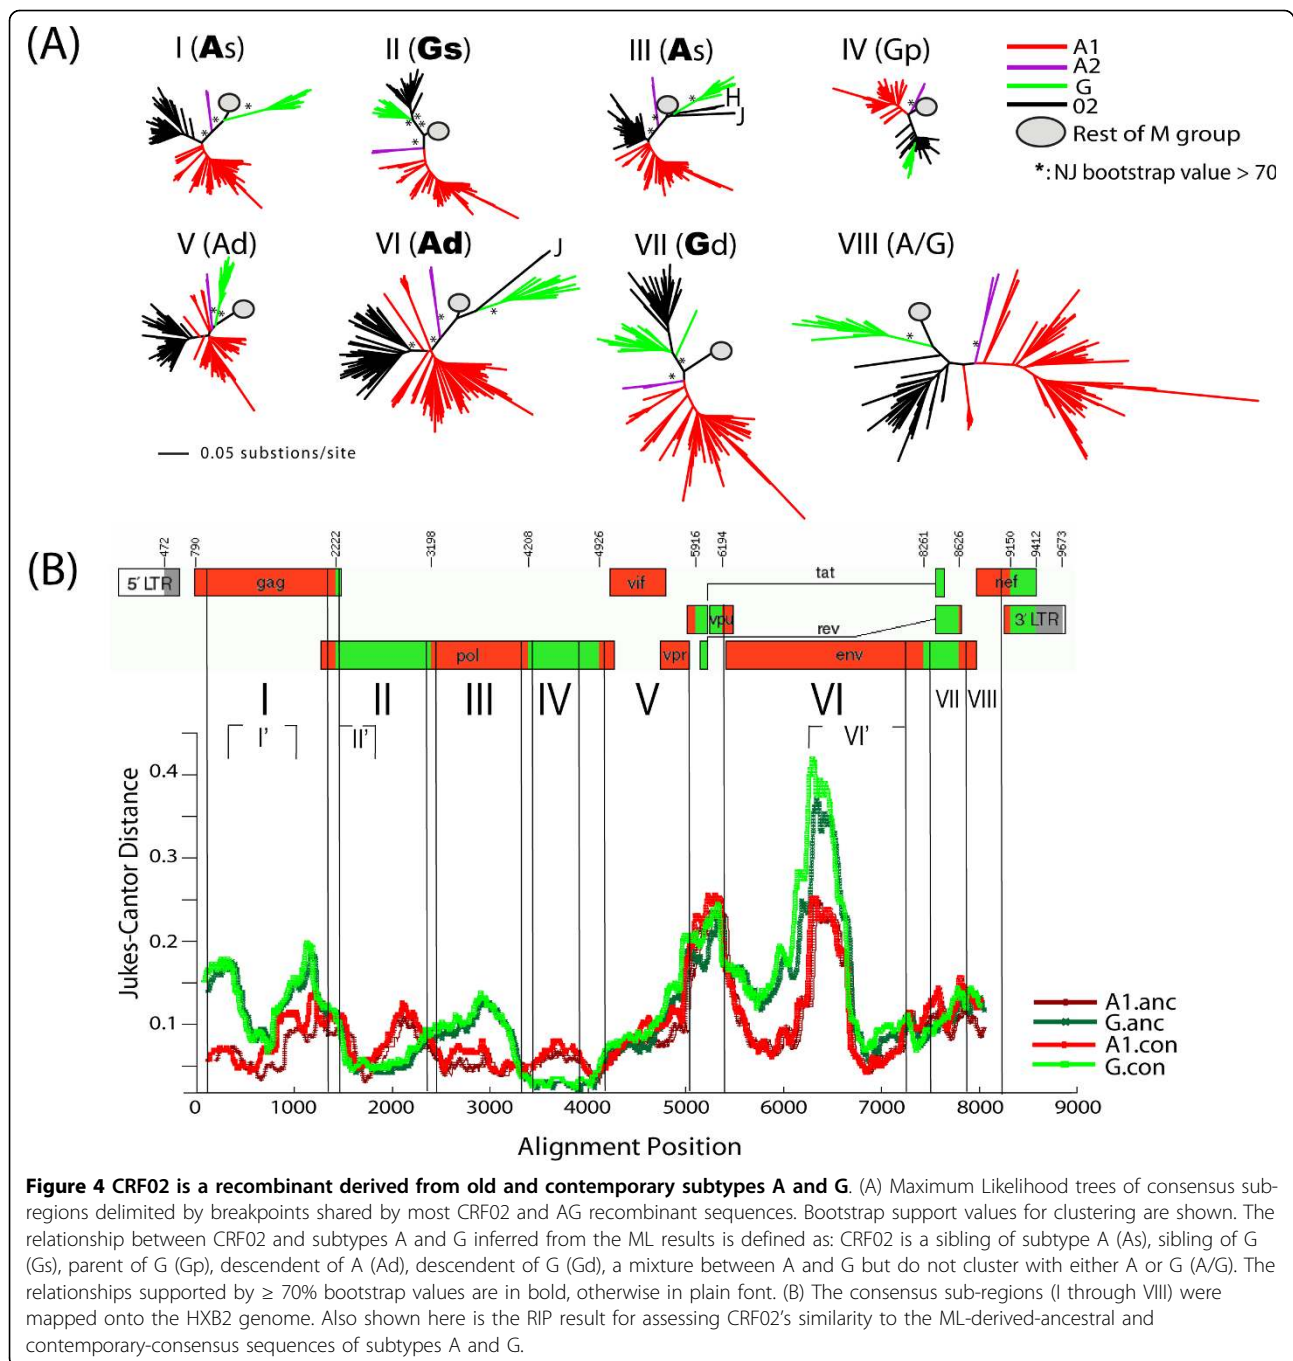 (A)
I (As)
II (Gs)
III (As)
IV (Gp)
A1
A2
G
02
Rest of M group
*: NJ bootstrap value > 70
H
J
V (Ad)
VI (Ad)
J
VII (Gd)
VIII (A/G)
0.05 substions/site
(B)
472
790
2222
3198
4208
4926
5916
6194
8261
8626
9150
9412
9673
5' LTR
gag
vif
tat
nef
vpu
rev
3' LTR
pol
vpr
env
I
II
III
IV
V
VI
VII
VIII
I'
II'
VI'
Jukes-Cantor Distance
0.4
0.3
0.2
0.1
A1.anc
G.anc
A1.con
G.con
0 1000 2000 3000 4000 5000 6000 7000 8000 9000
Alignment Position
Figure 4 CRF02 is a recombinant derived from old and contemporary subtypes A and G. (A) Maximum Likelihood trees of consensus sub-
regions delimited by breakpoints shared by most CRF02 and AG recombinant sequences. Bootstrap support values for clustering are shown. The
relationship between CRF02 and subtypes A and G inferred from the ML results is defined as: CRF02 is a sibling of subtype A (As), sibling of G
(Gs), parent of G (Gp), descendent of A (Ad), descendent of G (Gd), a mixture between A and G but do not cluster with either A or G (A/G). The
relationships supported by ≥ 70% bootstrap values are in bold, otherwise in plain font. (B) The consensus sub-regions (I through VIII) were
mapped onto the HXB2 genome. Also shown here is the RIP result for assessing CRF02's similarity to the ML-derived-ancestral and
contemporary-consensus sequences of subtypes A and G.